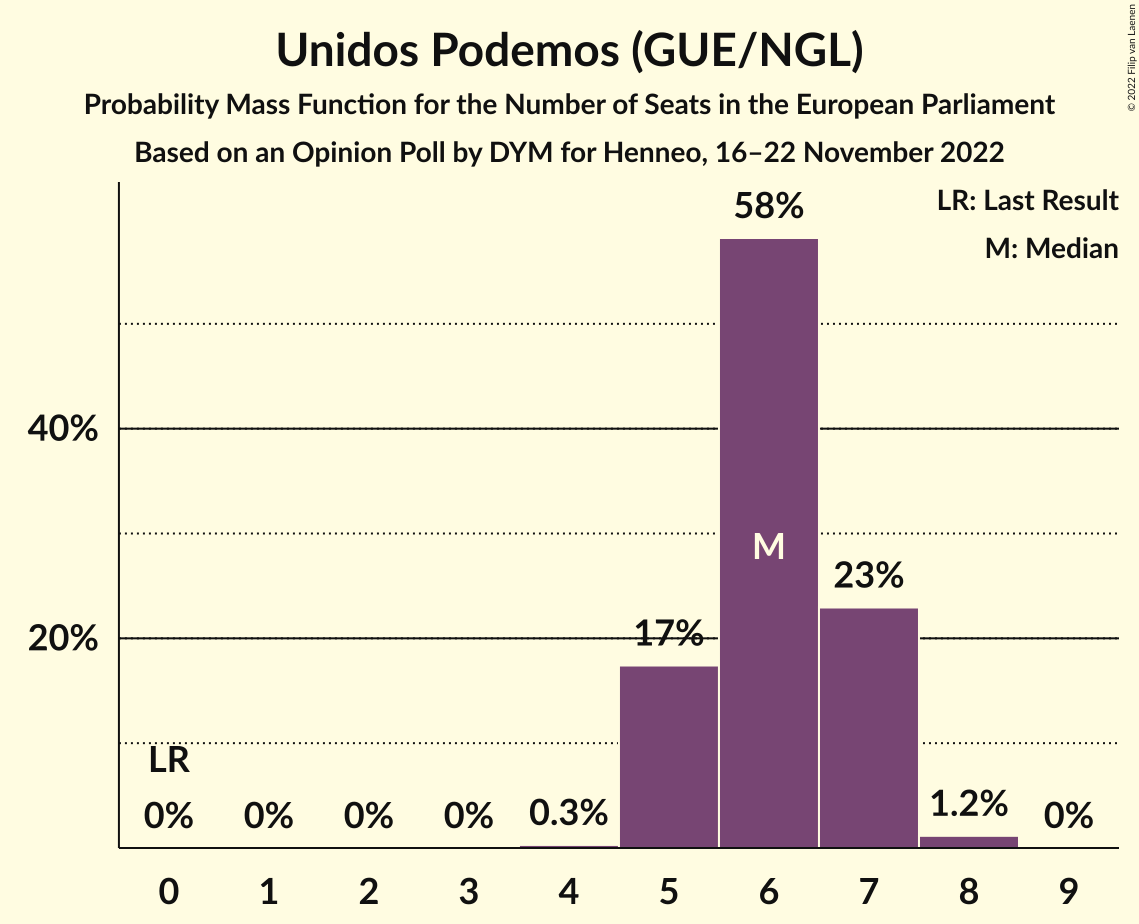 Unidos Podemos (GUE/NGL)
Probability Mass Function for the Number of Seats in the European Parliament
Based on an Opinion Poll by DYM for Henneo, 16–22 November 2022
© 2022 Filip van Laenen
LR: Last Result
M: Median
58%
40%
M
23%
20%
17%
LR
0%
0%
0%
0%
0.3%
1.2%
0%
0 1 2 3 4 5 6 7 8 9